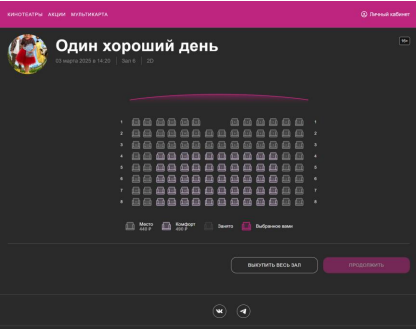 КИНОТЕАТРЫ АКЦИИ МУЛЬТИКАРТА
Личный кабинет
Один хороший день
03 марта 2025 в 14:20 | Зал 6 | 2D
1 1
2 2
3 3
4 4
5 5
6 6
7 7
8 8
Место Комфорт Занято Выбранное вами
440 ₽ 450 ₽
ВЫКУПИТЬ ВЕСЬ ЗАЛ ПРОДОЛЖИТЬ